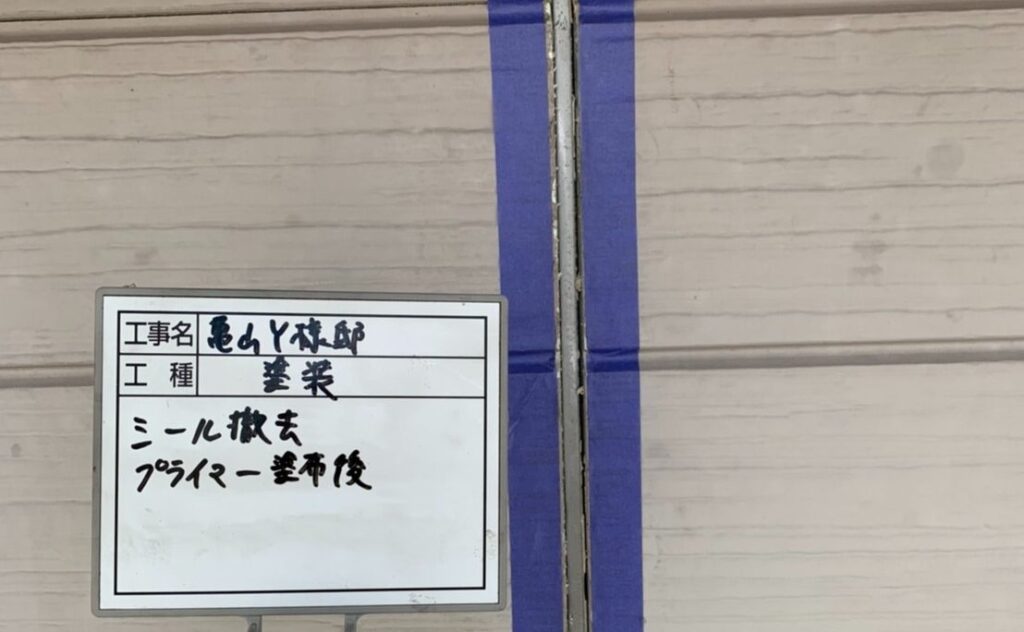 工事名 亀山Y様邸
工種 塗装
シール撤去
プライマー塗布後